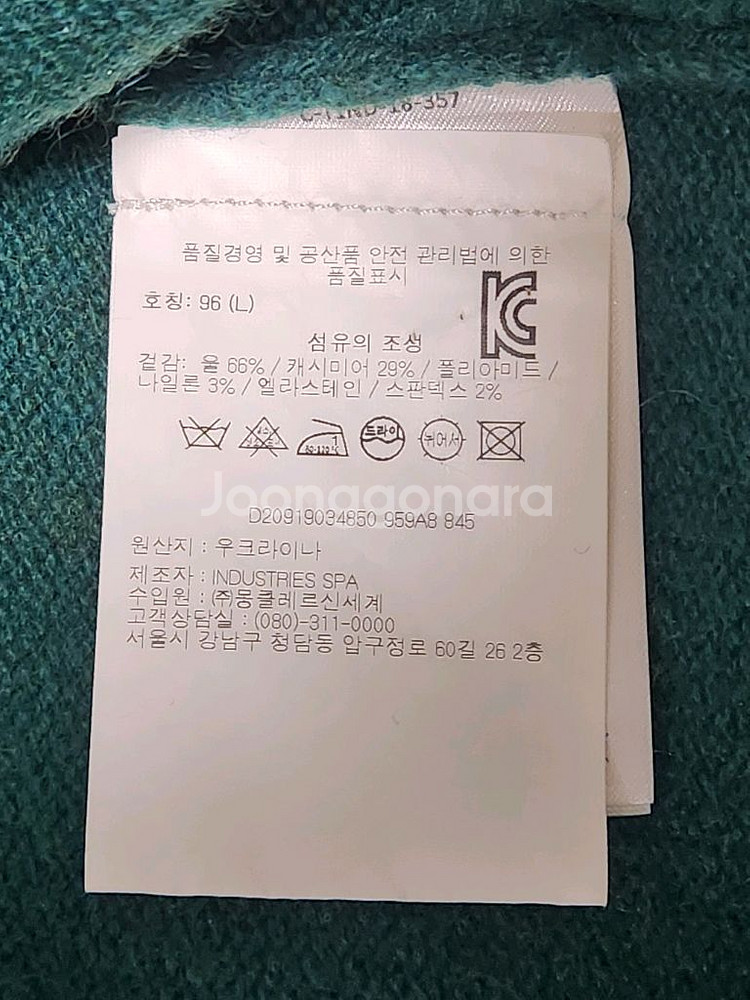 품질경영 및 공산품 안전 관리법에 의한
품질표시
호칭: 96 (L)
섬유의 조성
겉감: 울 66% / 캐시미어 29% / 폴리아미드 /
나일론 3% / 엘라스테인 / 스판덱스 2%
1 드라이 뉘어서
80-120℃
Joonggonara
D20919034850 959A8 845
원산지 : 우크라이나
제조자 : INDUSTRIES SPA
수입원 : (주)몽클레르신세계
고객상담실 : (080)-311-0000
서울시 강남구 청담동 압구정로 60길 26 2층